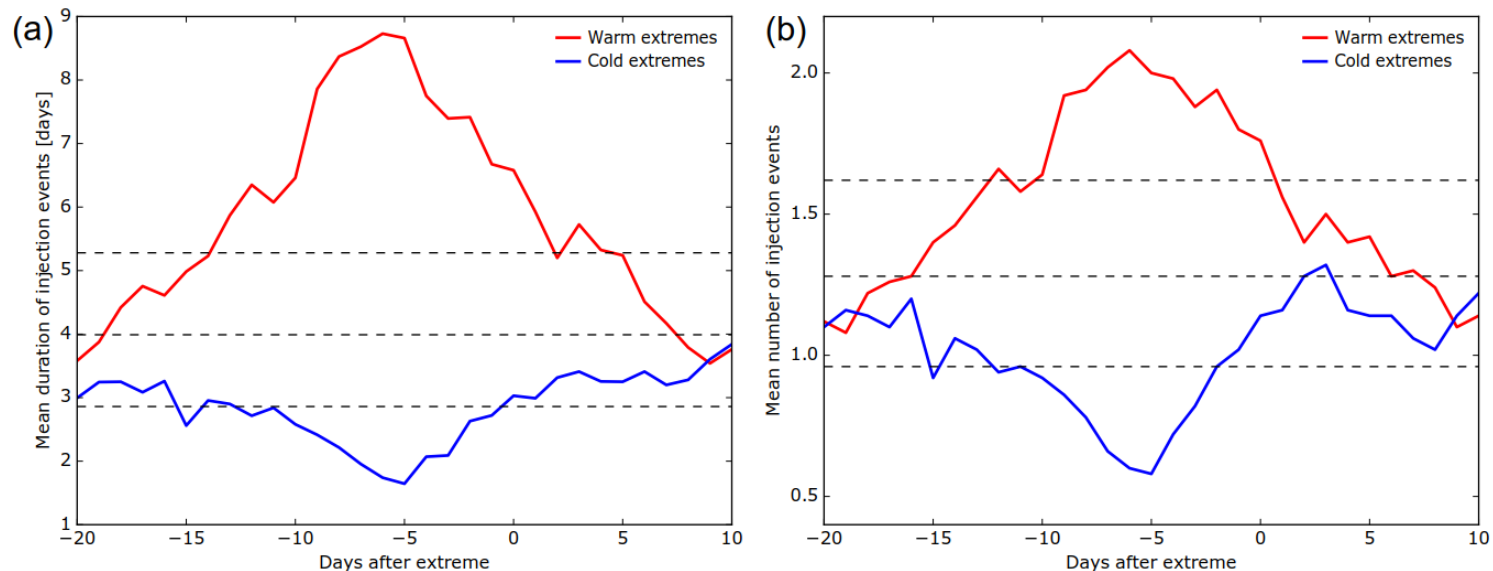 (a)
9
8
7
6
5
4
3
2
1
Mean duration of injection events [days]
Warm extremes
Cold extremes
−20 −15 −10 −5 0 5 10
Days after extreme
(b)
2.0
1.5
1.0
0.5
Mean number of injection events
Warm extremes
Cold extremes
−20 −15 −10 −5 0 5 10
Days after extreme